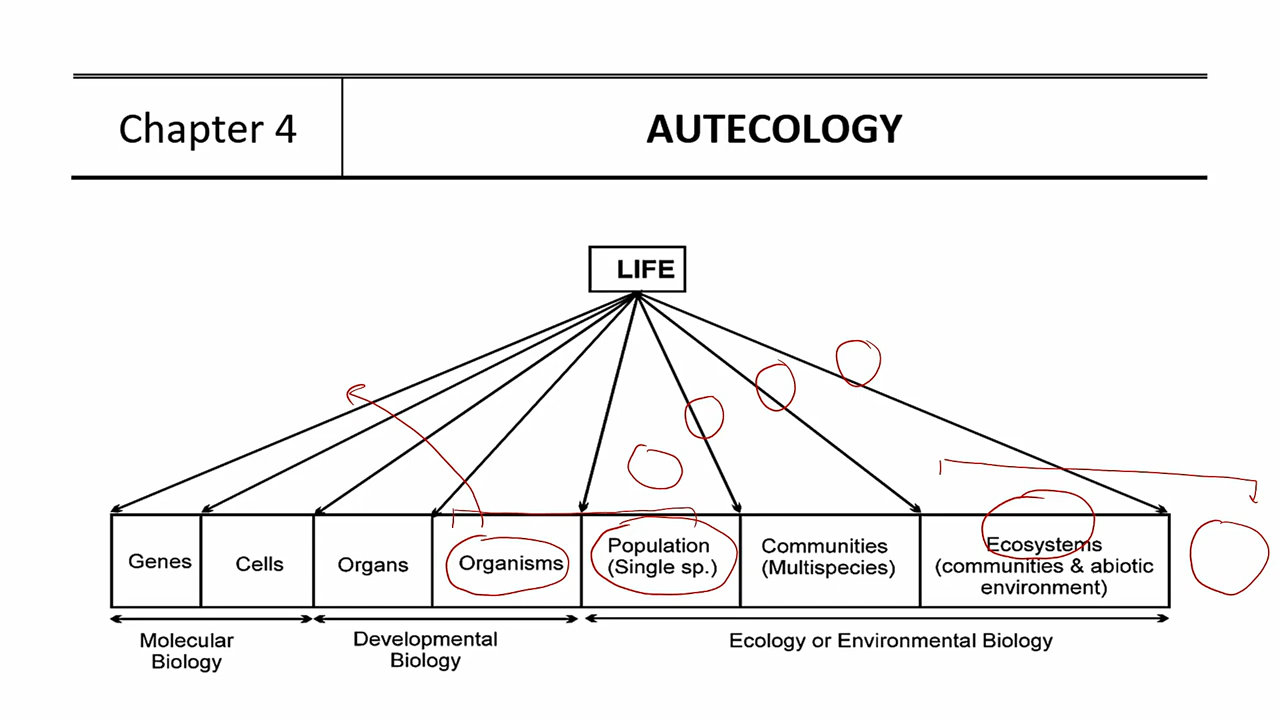 Chapter 4
AUTECOLOGY
LIFE
Genes
Cells
Organs
Organisms
Population
(Single sp.)
Communities
(Multispecies)
Ecosystems
(communities & abiotic
environment)
Molecular
Biology
Developmental
Biology
Ecology or Environmental Biology